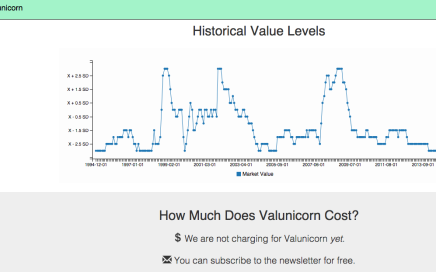 Historical Value Levels
X + 2.5 SD
X + 1.5 SD
X + 0.5 SD
X - 0.5 SD
X - 1.5 SD
X - 2.5 SD
1994-12-01 1997-01-01 1999-02-01 2001-03-01 2003-04-01 2005-05-01 2007-06-01 2009-07-01 2011-08-01 2013-09-01
Market Value
How Much Does Valunicorn Cost?
$ We are not charging for Valunicorn yet.
You can subscribe to the newsletter for free.